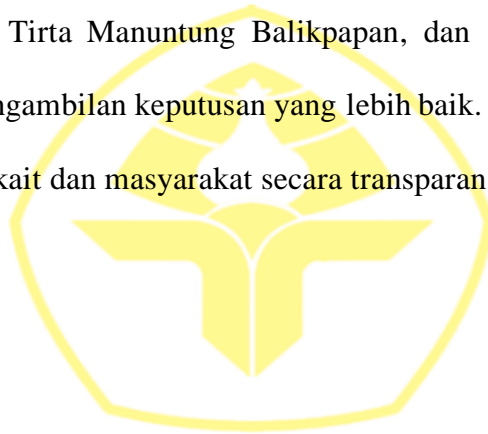 Tirta Manuntung Balikpapan, dan
ngambilan keputusan yang lebih baik.
kait dan masyarakat secara transparan